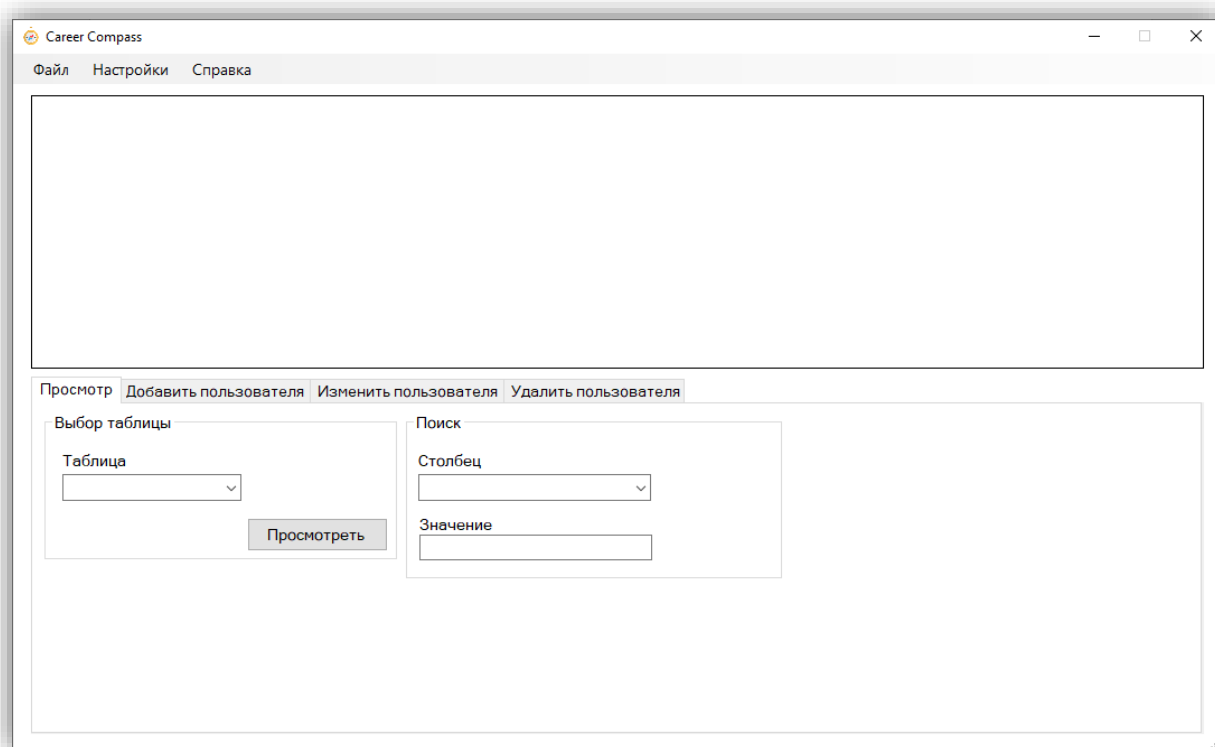 Career Compass
Файл Настройки Справка
Просмотр Добавить пользователя Изменить пользователя Удалить пользователя
Выбор таблицы
Таблица
Просмотреть
Поиск
Столбец
Значение